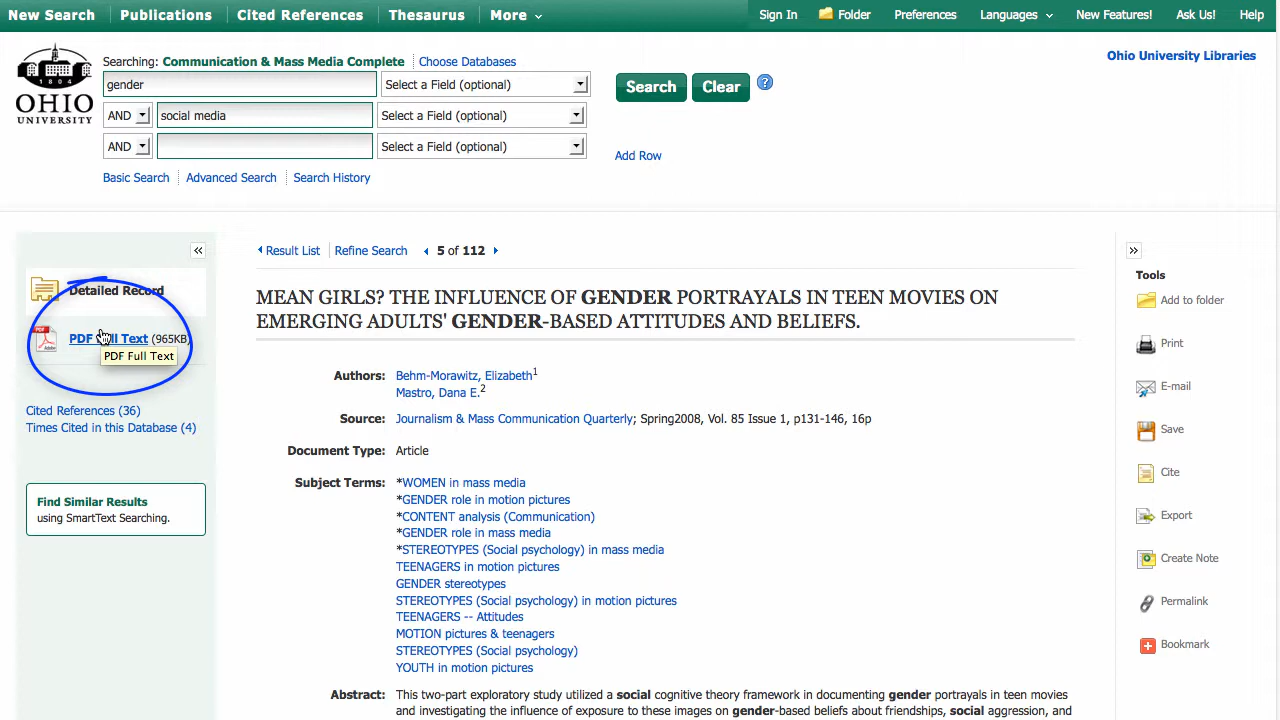 New Search Publications Cited References Thesaurus More Sign In Folder Preferences Languages New Features! Ask Us! Help
1804
OHIO
UNIVERSITY
Searching: Communication & Mass Media Complete Choose Databases
Ohio University Libraries
gender Select a Field (optional) Search Clear ?
AND social media Select a Field (optional)
AND Select a Field (optional)
Add Row
Basic Search Advanced Search Search History
« Result List Refine Search 5 of 112 »
Detailed Record
PDF Full Text (965KB)
PDF Full Text
Cited References (36)
Times Cited in this Database (4)
Find Similar Results
using SmartText Searching.
MEAN GIRLS? THE INFLUENCE OF GENDER PORTRAYALS IN TEEN MOVIES ON
EMERGING ADULTS' GENDER-BASED ATTITUDES AND BELIEFS.
Authors: Behm-Morawitz, Elizabeth1
Mastro, Dana E.2
Source: Journalism & Mass Communication Quarterly; Spring2008, Vol. 85 Issue 1, p131-146, 16p
Document Type: Article
Subject Terms: *WOMEN in mass media
*GENDER role in motion pictures
*CONTENT analysis (Communication)
*GENDER role in mass media
*STEREOTYPES (Social psychology) in mass media
TEENAGERS in motion pictures
GENDER stereotypes
STEREOTYPES (Social psychology) in motion pictures
TEENAGERS -- Attitudes
MOTION pictures & teenagers
STEREOTYPES (Social psychology)
YOUTH in motion pictures
Abstract: This two-part exploratory study utilized a social cognitive theory framework in documenting gender portrayals in teen movies
and investigating the influence of exposure to these images on gender-based beliefs about friendships, social aggression, and
Tools
Add to folder
Print
E-mail
Save
Cite
Export
Create Note
Permalink
Bookmark